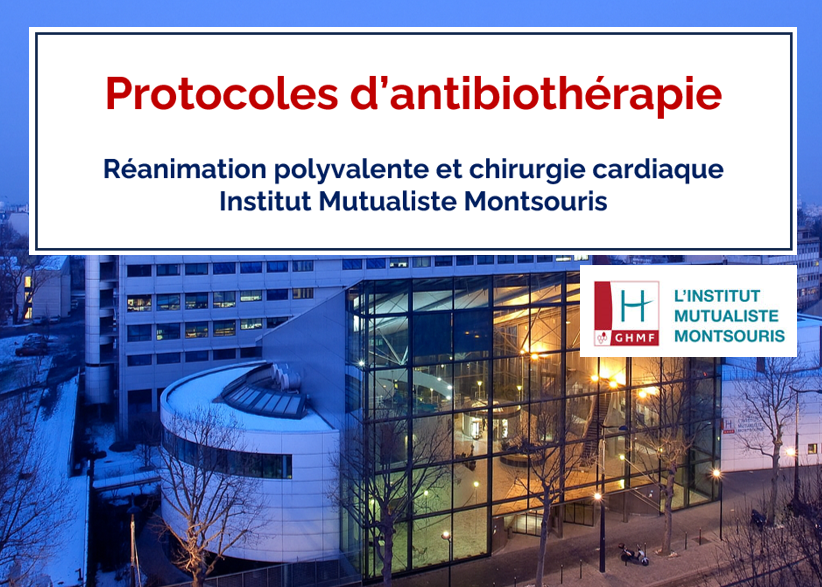 Protocoles d’antibiothérapie
Réanimation polyvalente et chirurgie cardiaque
Institut Mutualiste Montsouris
H
GHMF
L’INSTITUT
MUTUALISTE
MONTSOURIS